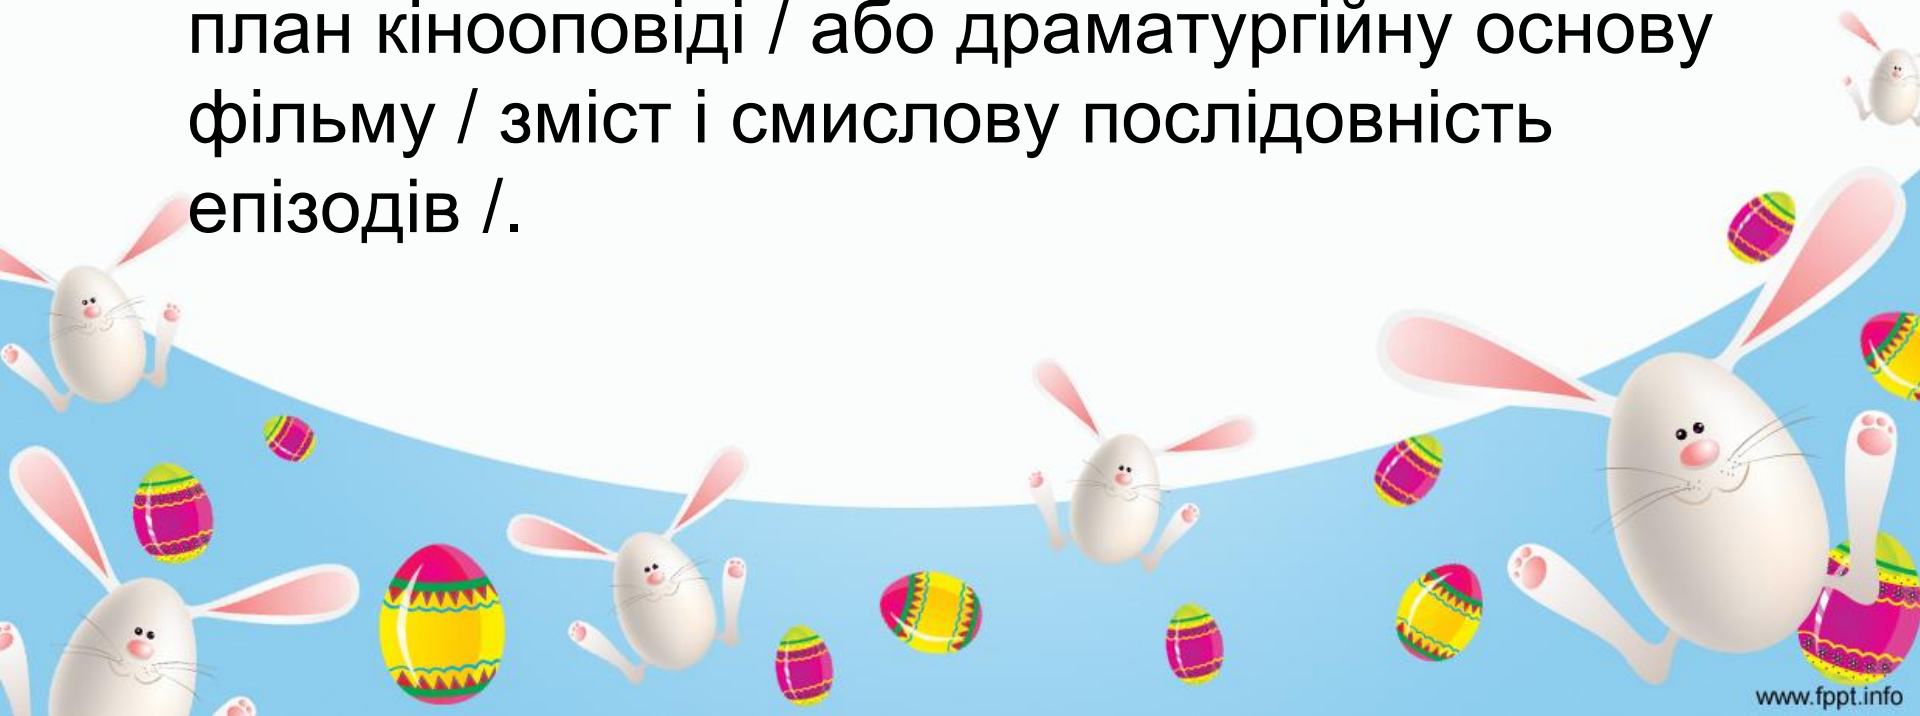 план кінооповіді / або драматургійну основу
фільму / зміст і смислову послідовність
епізодів /.
www.fppt.info